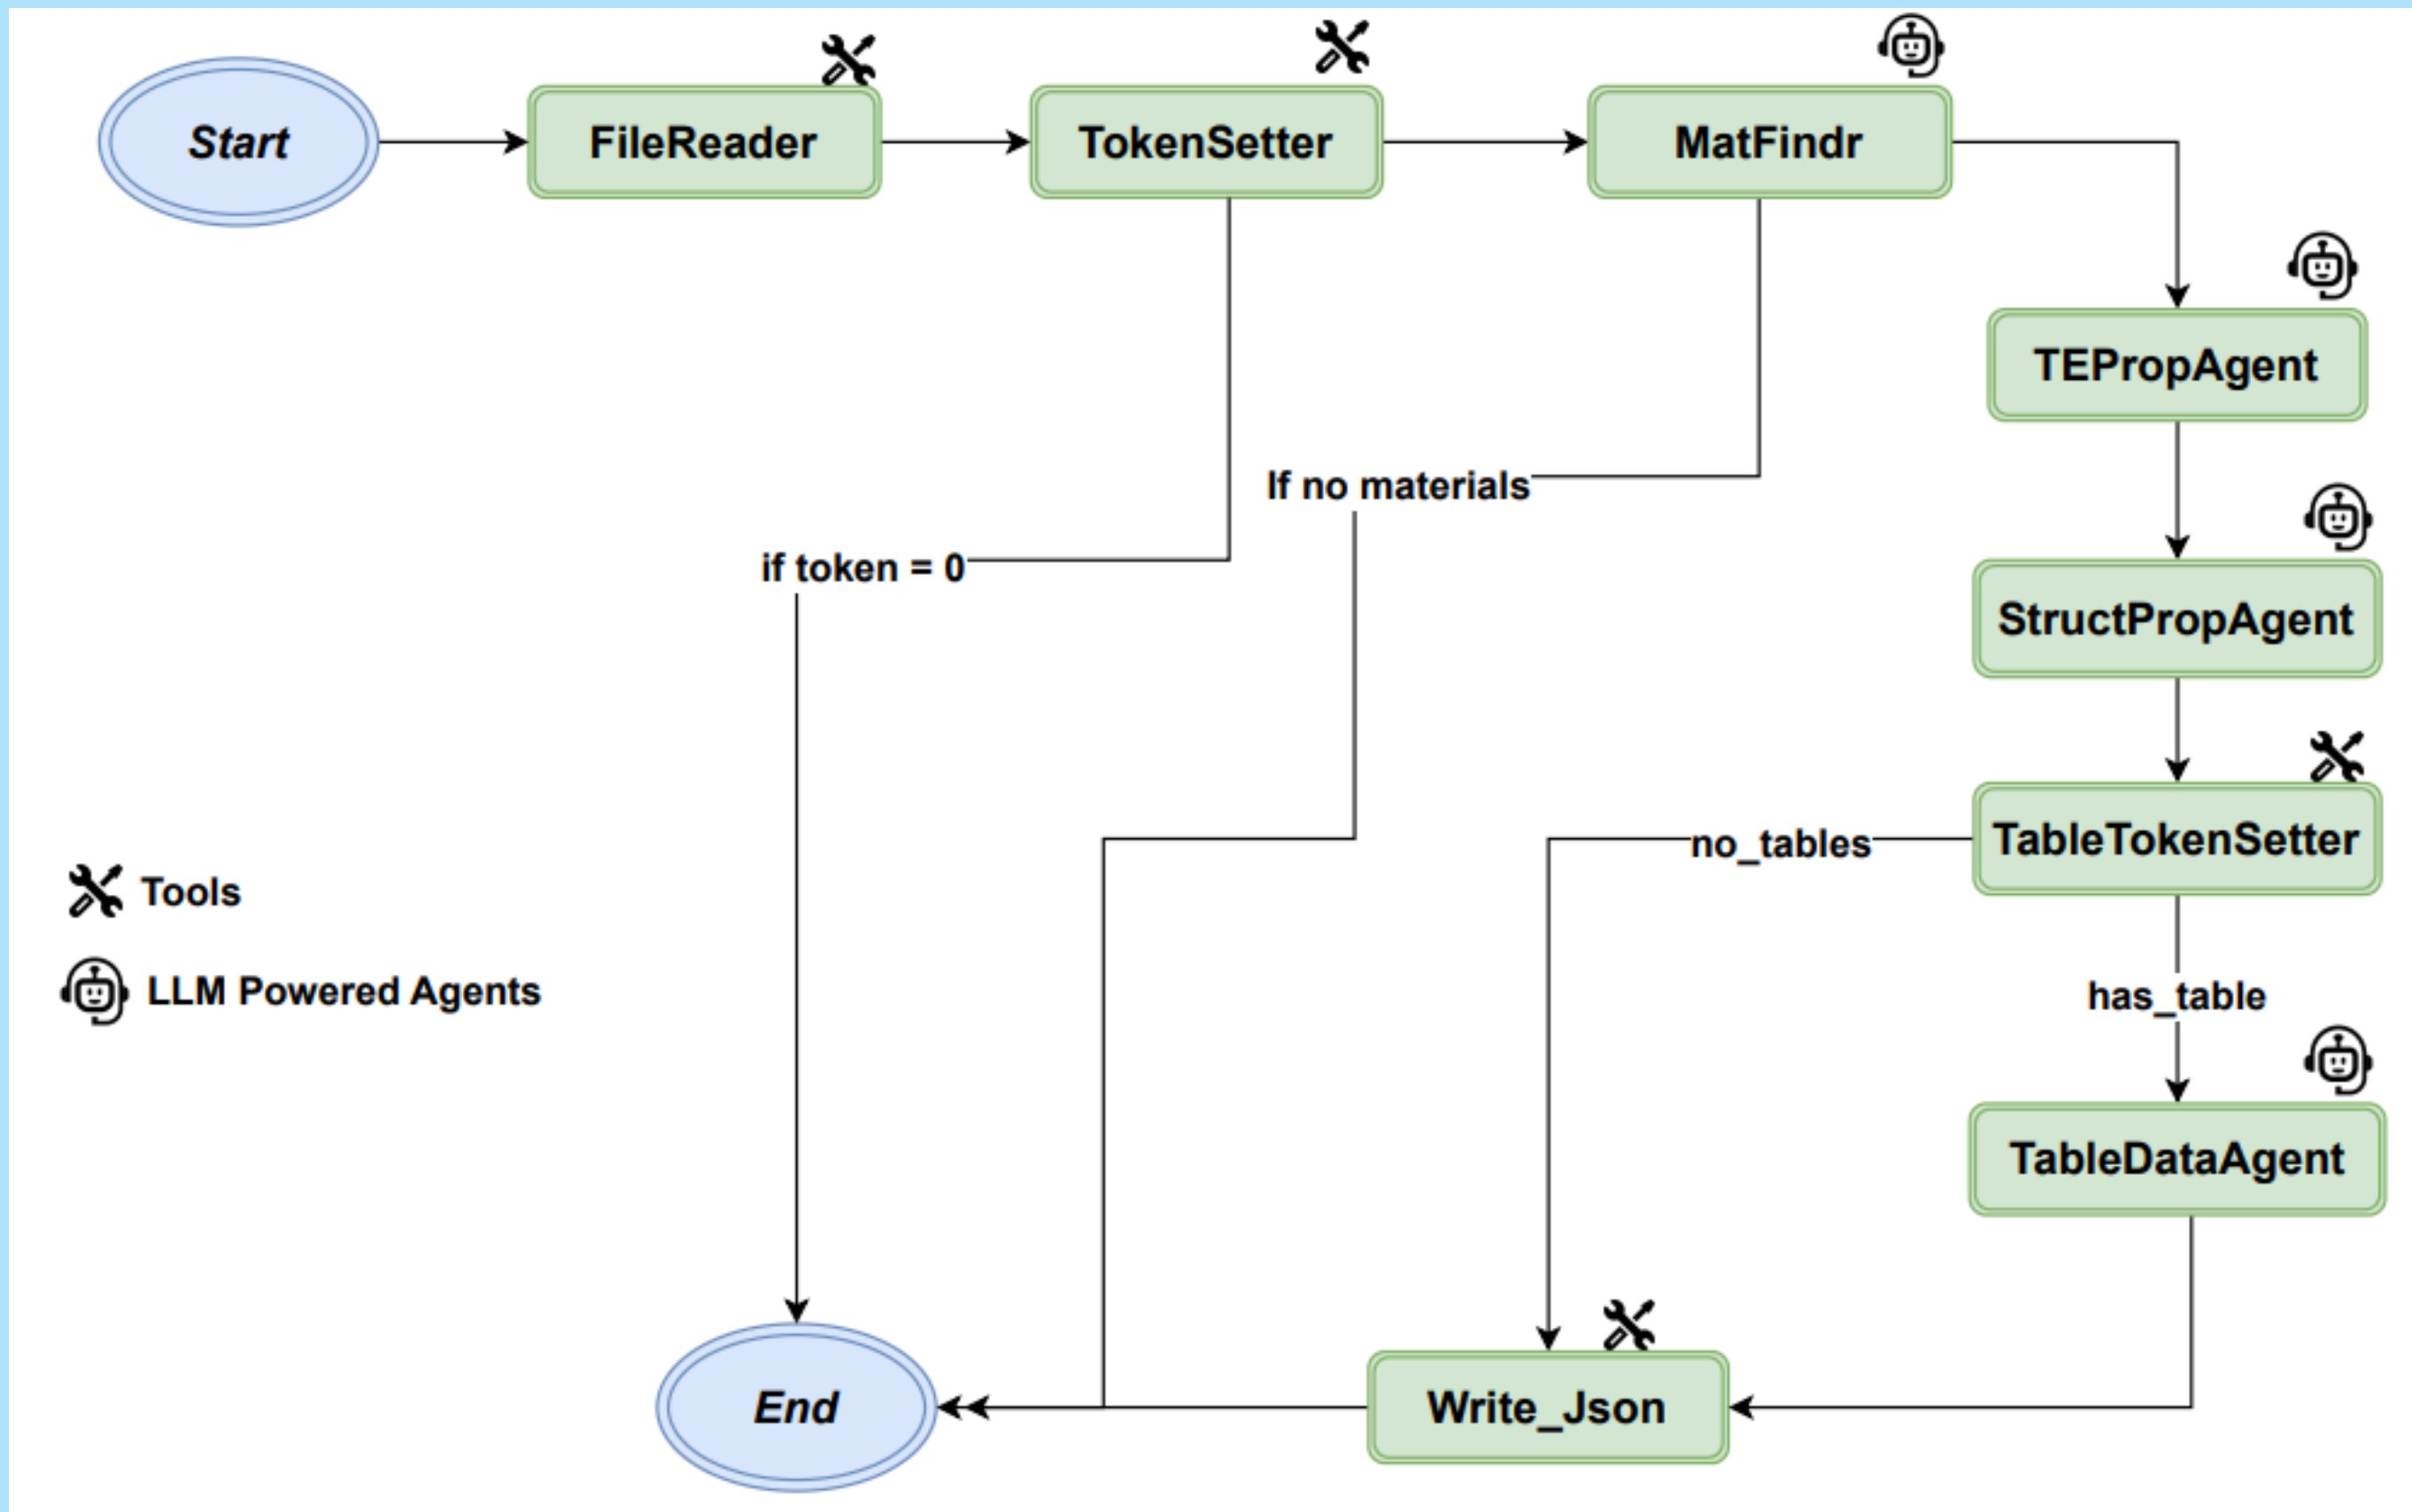 Start
FileReader
TokenSetter
MatFindr
TEPropAgent
If no materials
if token = 0
StructPropAgent
no_tables
TableTokenSetter
Tools
LLM Powered Agents
has_table
TableDataAgent
End
Write_Json